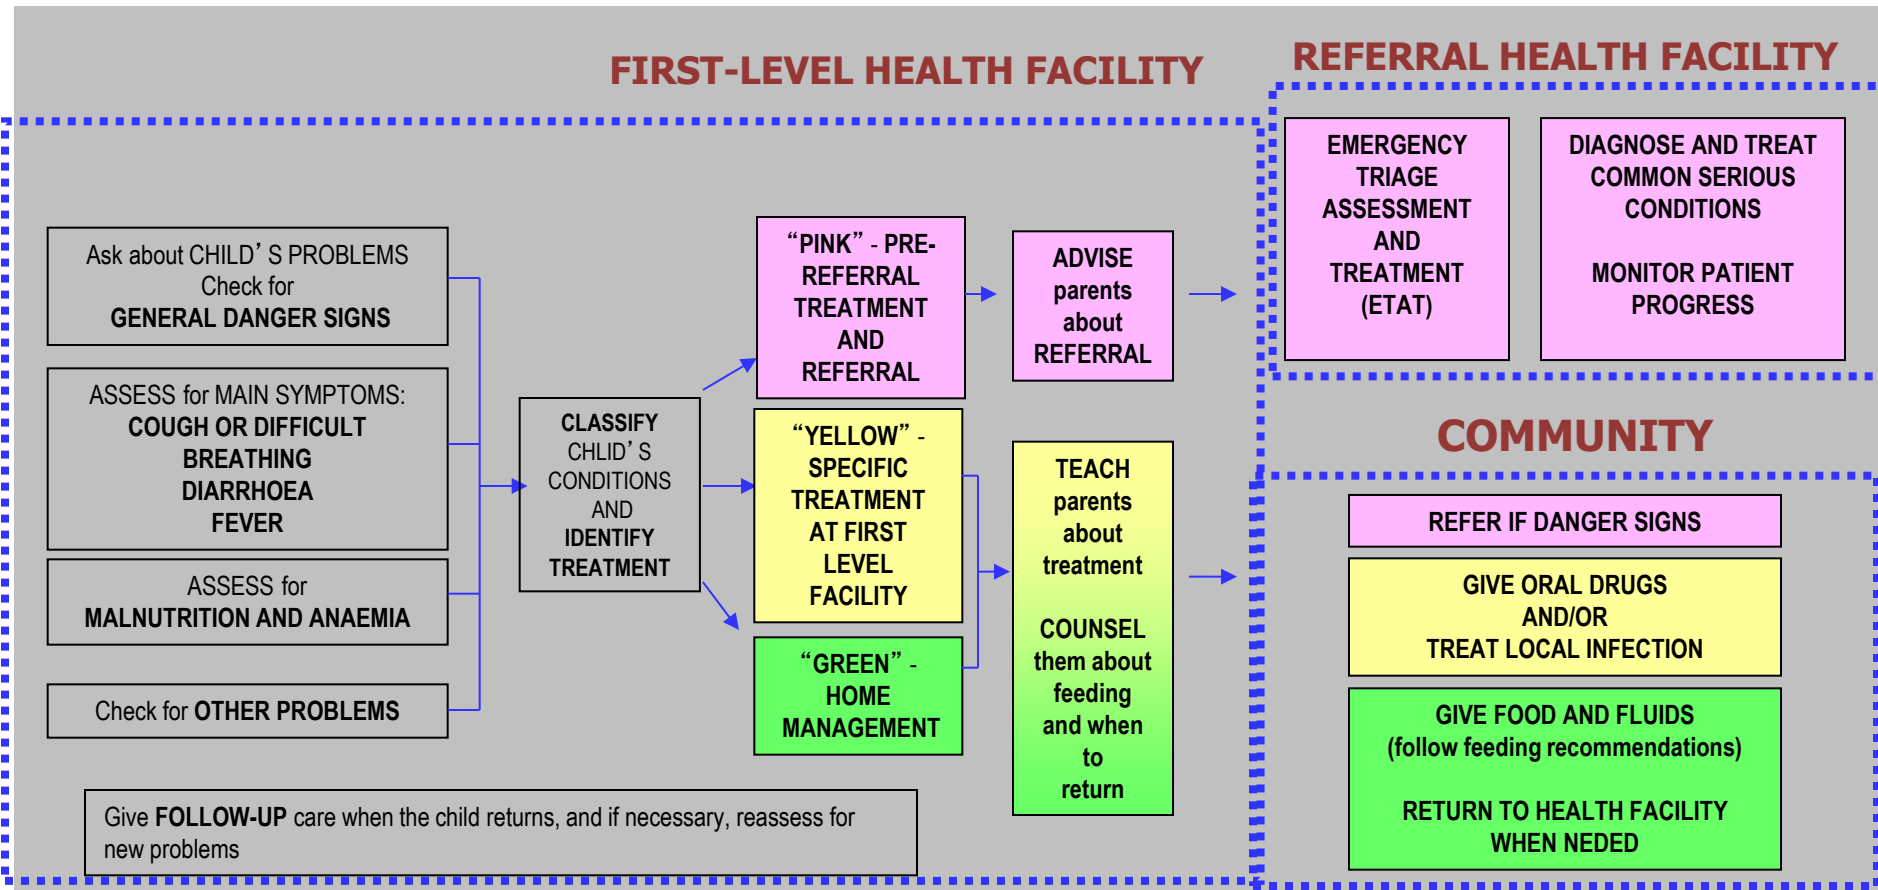 FIRST-LEVEL HEALTH FACILITY
REFERRAL HEALTH FACILITY
Ask about CHILD’S PROBLEMS
Check for
GENERAL DANGER SIGNS
ASSESS for MAIN SYMPTOMS:
COUGH OR DIFFICULT
BREATHING
DIARRHOEA
FEVER
ASSESS for
MALNUTRITION AND ANAEMIA
Check for OTHER PROBLEMS
CLASSIFY
CHLID’S
CONDITIONS
AND
IDENTIFY
TREATMENT
“PINK” - PRE-
REFERRAL
TREATMENT
AND
REFERRAL
“YELLOW” -
SPECIFIC
TREATMENT
AT FIRST
LEVEL
FACILITY
“GREEN” -
HOME
MANAGEMENT
ADVISE
parents
about
REFERRAL
TEACH
parents
about
treatment
COUNSEL
them about
feeding
and when
to
return
Give FOLLOW-UP care when the child returns, and if necessary, reassess for
new problems
EMERGENCY
TRIAGE
ASSESSMENT
AND
TREATMENT
(ETAT)
DIAGNOSE AND TREAT
COMMON SERIOUS
CONDITIONS
MONITOR PATIENT
PROGRESS
COMMUNITY
REFER IF DANGER SIGNS
GIVE ORAL DRUGS
AND/OR
TREAT LOCAL INFECTION
GIVE FOOD AND FLUIDS
(follow feeding recommendations)
RETURN TO HEALTH FACILITY
WHEN NEDED